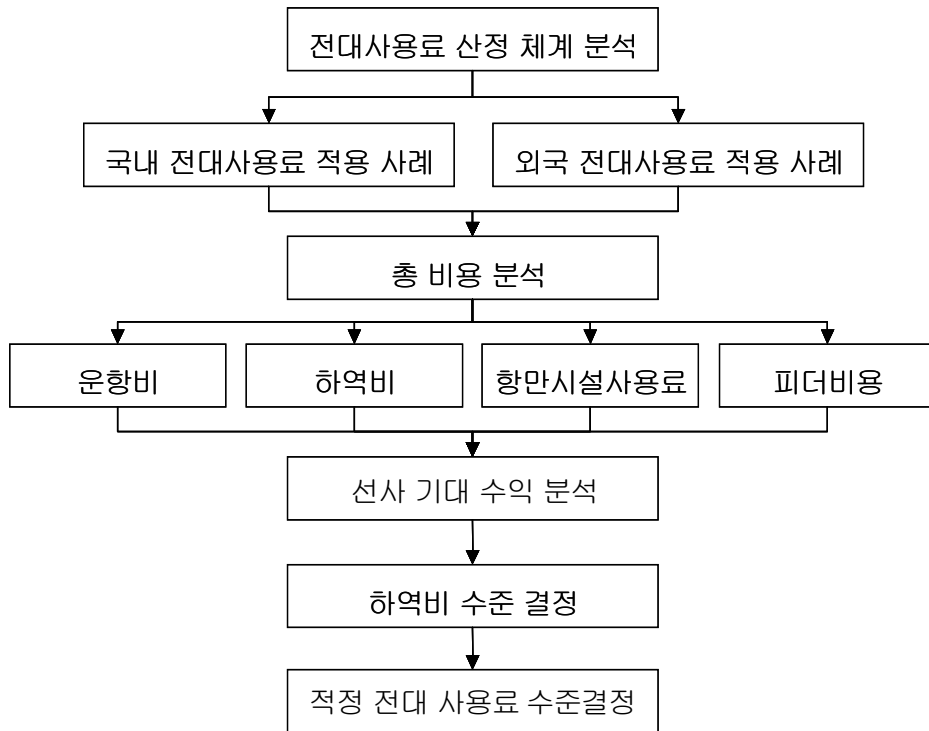 전대사용료 산정 체계 분석
국내 전대사용료 적용 사례
외국 전대사용료 적용 사례
총 비용 분석
운항비
하역비
항만시설사용료
피더비용
선사 기대 수익 분석
하역비 수준 결정
적정 전대 사용료 수준결정